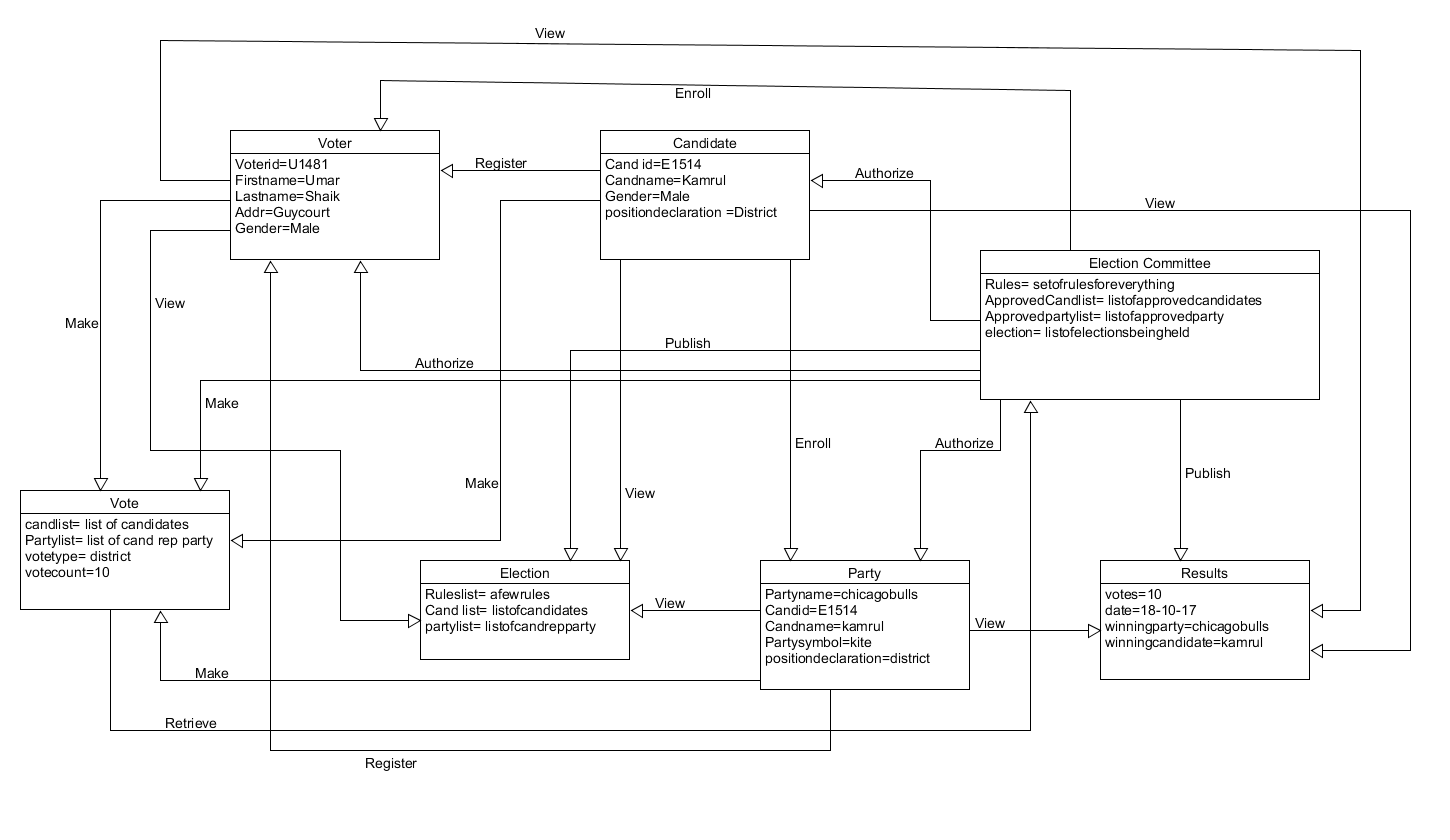 View
Enroll
Voter
Voterid=U1481
Firstname=Umar
Lastname=Shaik
Addr=Guycourt
Gender=Male
Register
Candidate
Cand id=E1514
Candname=Kamrul
Gender=Male
positiondeclaration =District
Authorize
View
Election Committee
Rules= setofrulesforeverything
ApprovedCandlist= listofapprovedcandidates
Approvedpartylist= listofapprovedparty
election= listofelectionsbeingheld
View
Make
Publish
Authorize
Make
Enroll
Authorize
Publish
Make
View
Vote
candlist= list of candidates
Partylist= list of cand rep party
votetype= district
votecount=10
Election
Ruleslist= afewrules
Cand list= listofcandidates
partylist= listofcandrepparty
View
Party
Partyname=chicagobulls
Candid=E1514
Candname=kamrul
Partysymbol=kite
positiondeclaration=district
View
Results
votes=10
date=18-10-17
winningparty=chicagobulls
winningcandidate=kamrul
Make
Retrieve
Register